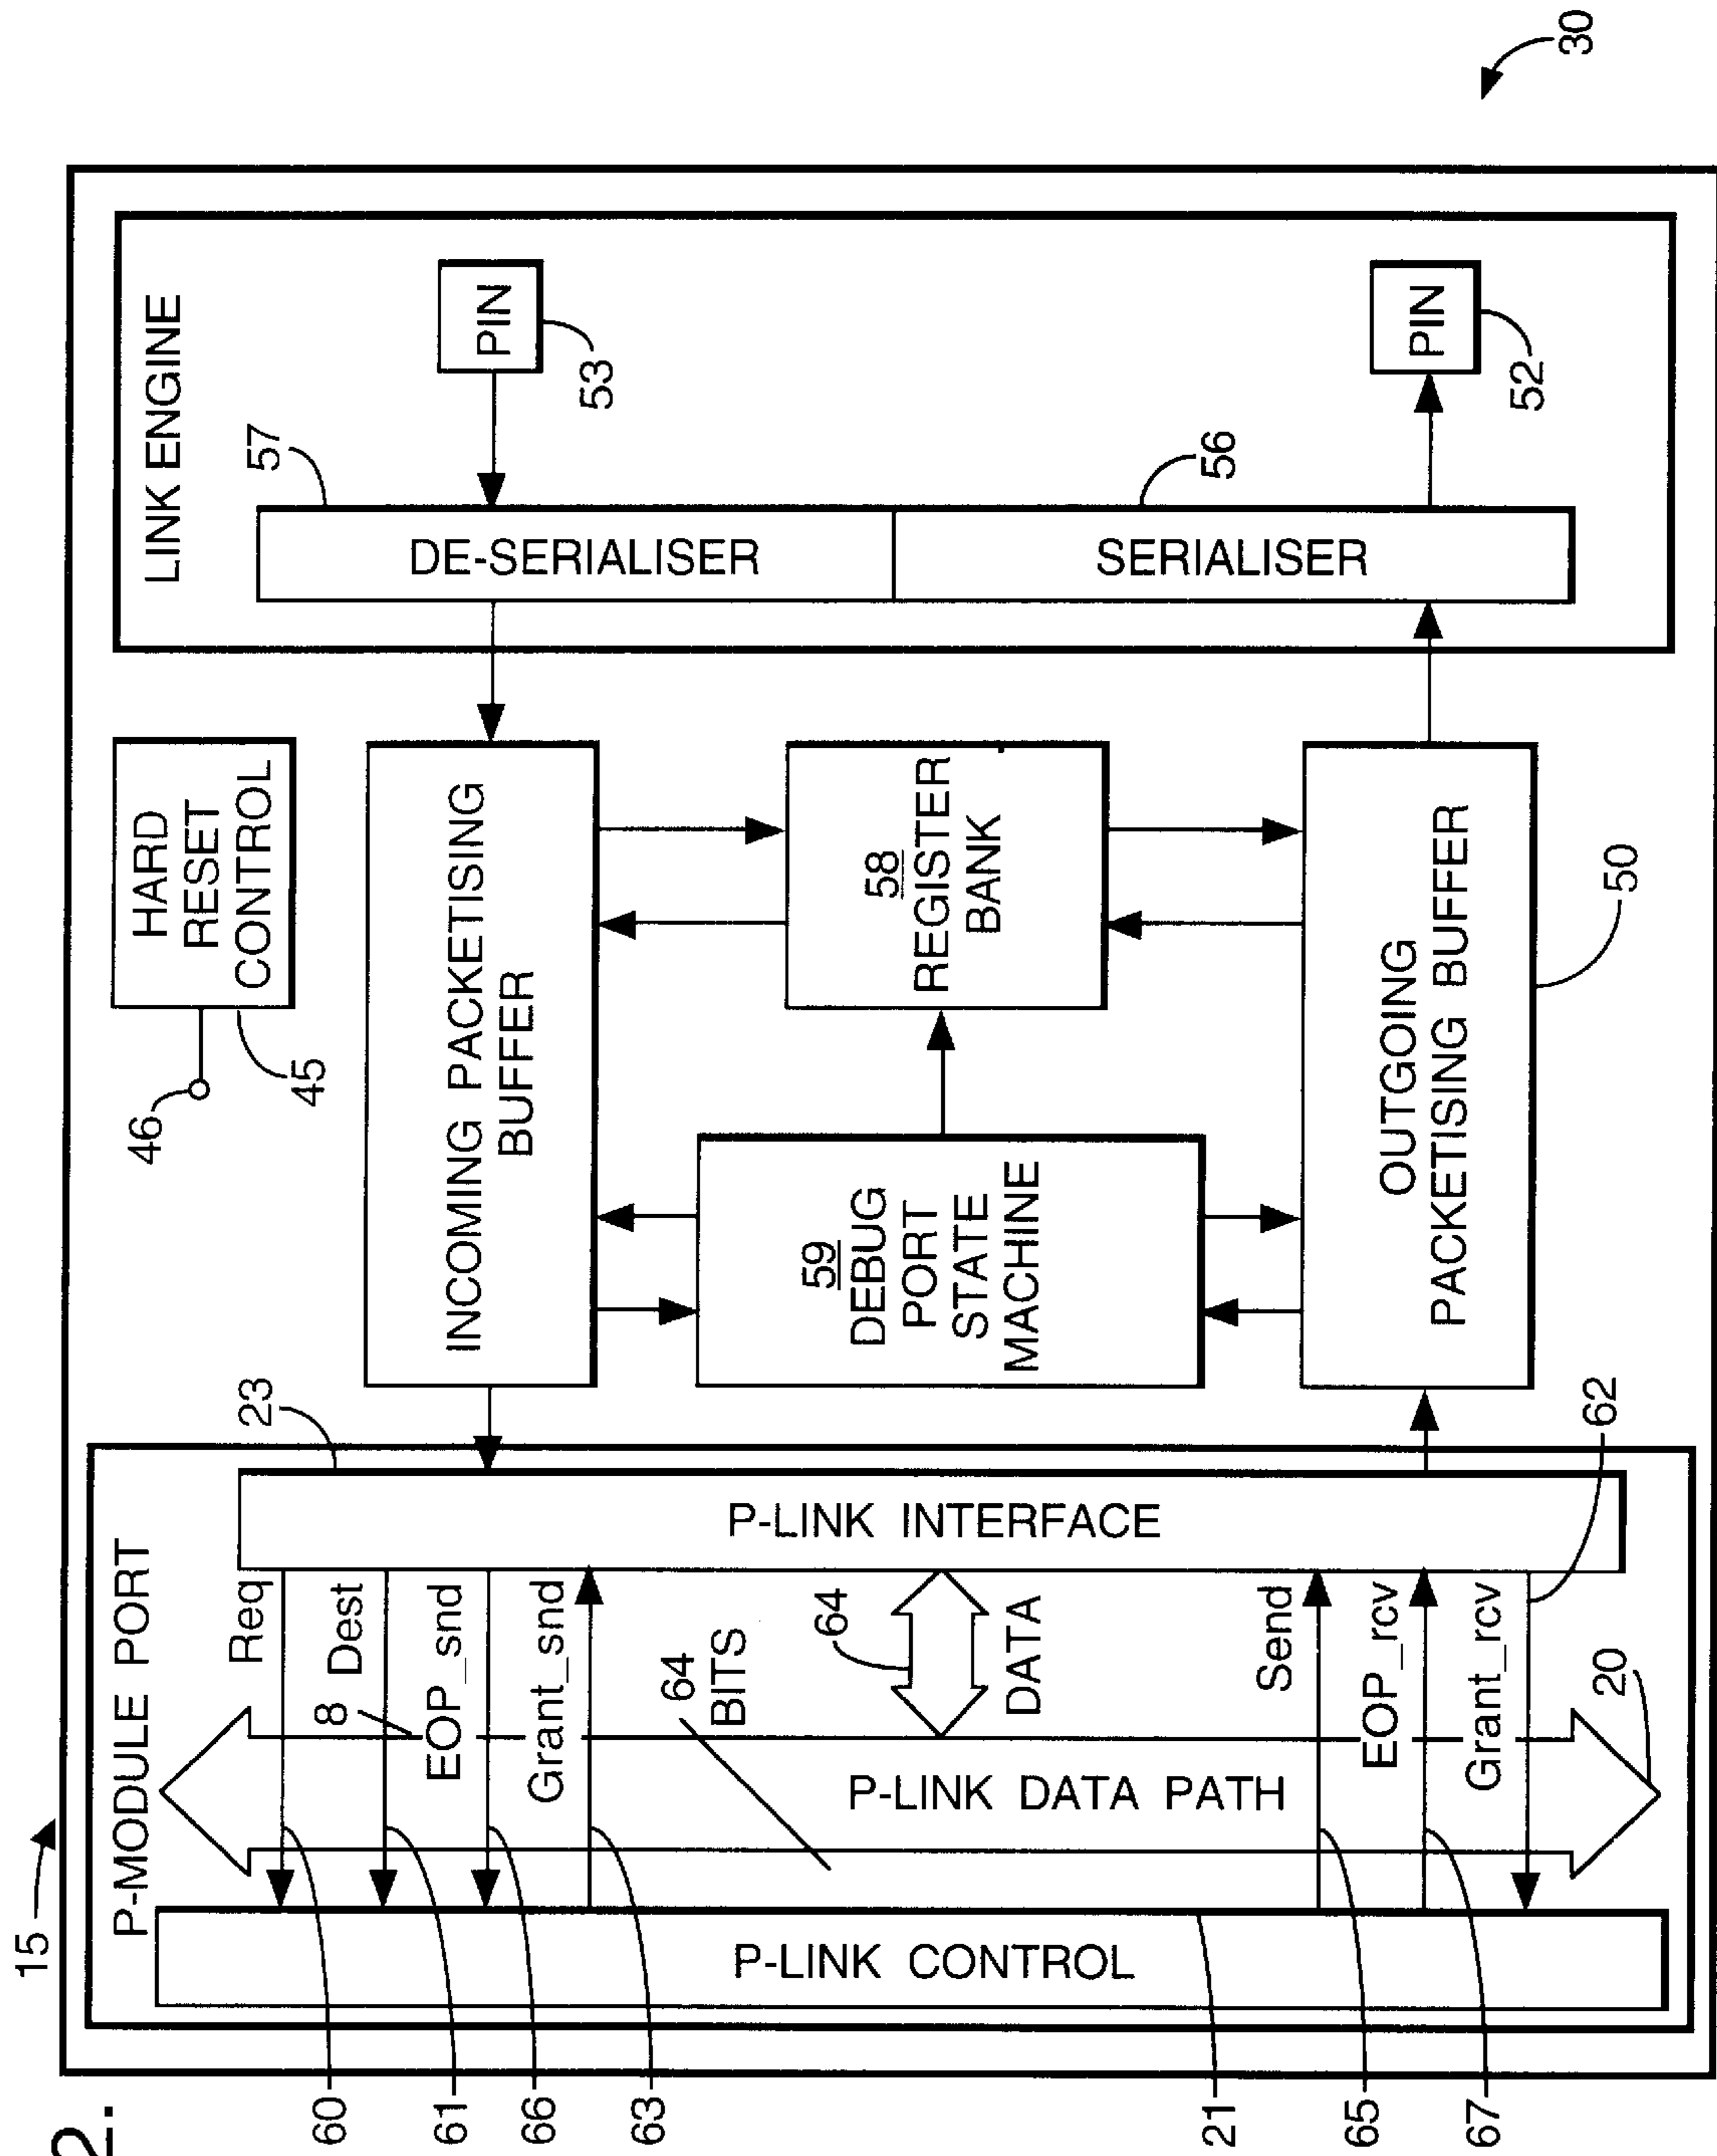 2.
15
P-MODULE PORT
P-LINK CONTROL
P-LINK DATA PATH
P-LINK INTERFACE
23
Req
8
Dest
EOP_snd
Grant_snd
64
BITS
64
DATA
Send
EOP_rcv
Grant_rcv
20
62
60
61
66
63
21
65
67
46
45
HARD
RESET
CONTROL
INCOMING PACKETISING
BUFFER
59
DEBUG
PORT
STATE
MACHINE
58
REGISTER
BANK
OUTGOING
PACKETISING BUFFER
50
LINK ENGINE
57
DE-SERIALISER
56
SERIALISER
PIN
53
PIN
52
30